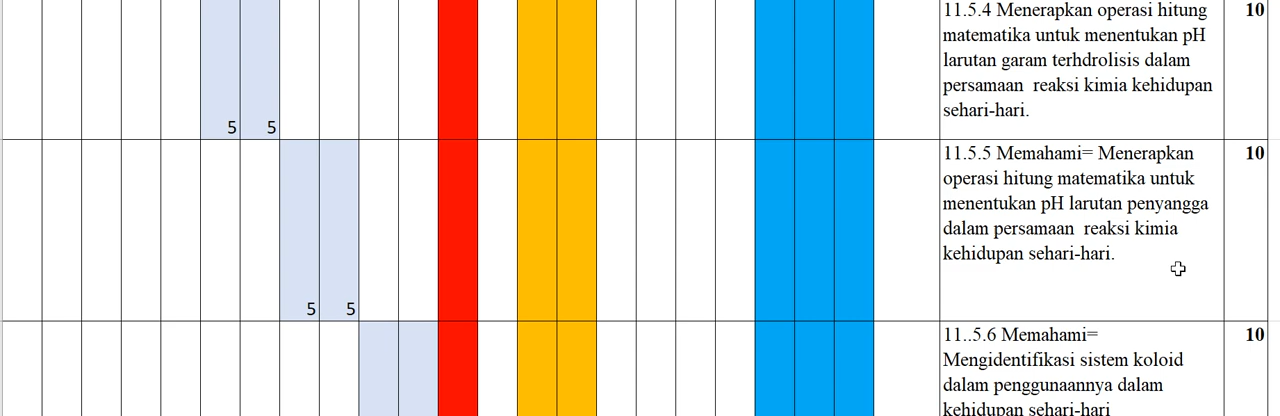 11.5.4 Menerapkan operasi hitung 10
matematika untuk menentukan pH
larutan garam terhdrolisis dalam
persamaan reaksi kimia kehidupan
sehari-hari.
5 5
11.5.5 Memahami= Menerapkan 10
operasi hitung matematika untuk
menentukan pH larutan penyangga
dalam persamaan reaksi kimia
kehidupan sehari-hari.
5 5
11..5.6 Memahami= 10
Mengidentifikasi sistem koloid
dalam penggunaannya dalam
kehidupan sehari-hari